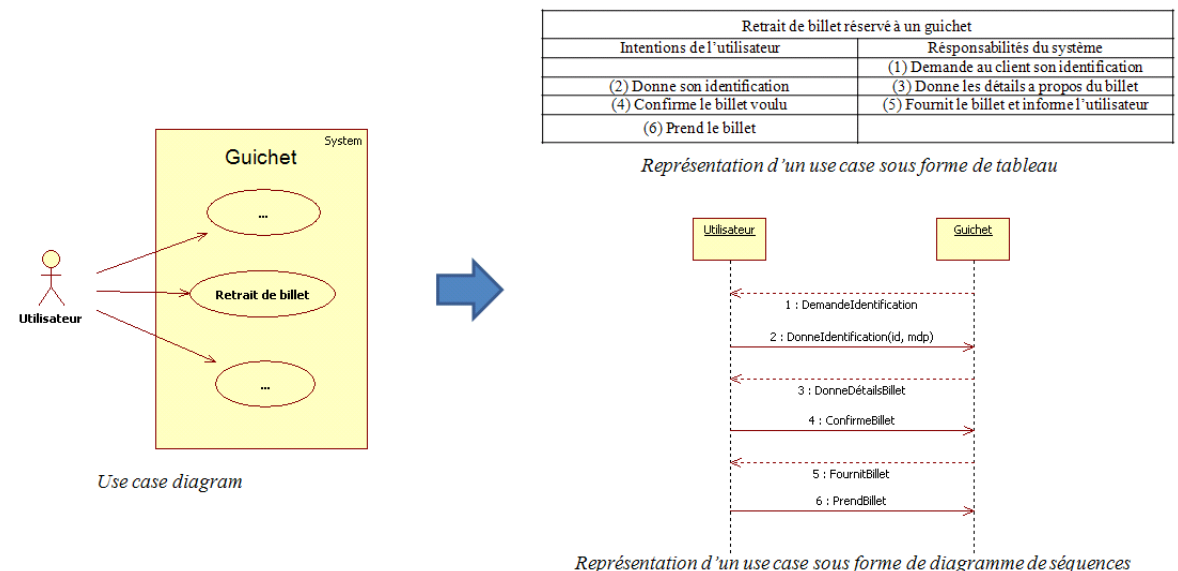 Retrait de billet réservé à un guichet
Intentions de l'utilisateur
Résponsabilités du système
(1) Demande au client son identification
(2) Donne son identification
(3) Donne les détails a propos du billet
(4) Confirme le billet voulu
(5) Fournit le billet et informe l'utilisateur
(6) Prend le billet
Représentation d'un use case sous forme de tableau
System
Guichet
...
Retrait de billet
...
Utilisateur
Use case diagram
Utilisateur
Guichet
1 : DemandeIdentification
2 : DonneIdentification(id, mdp)
3 : DonneDétailsBillet
4 : ConfirmeBillet
5 : FournitBillet
6 : PrendBillet
Représentation d'un use case sous forme de diagramme de séquences